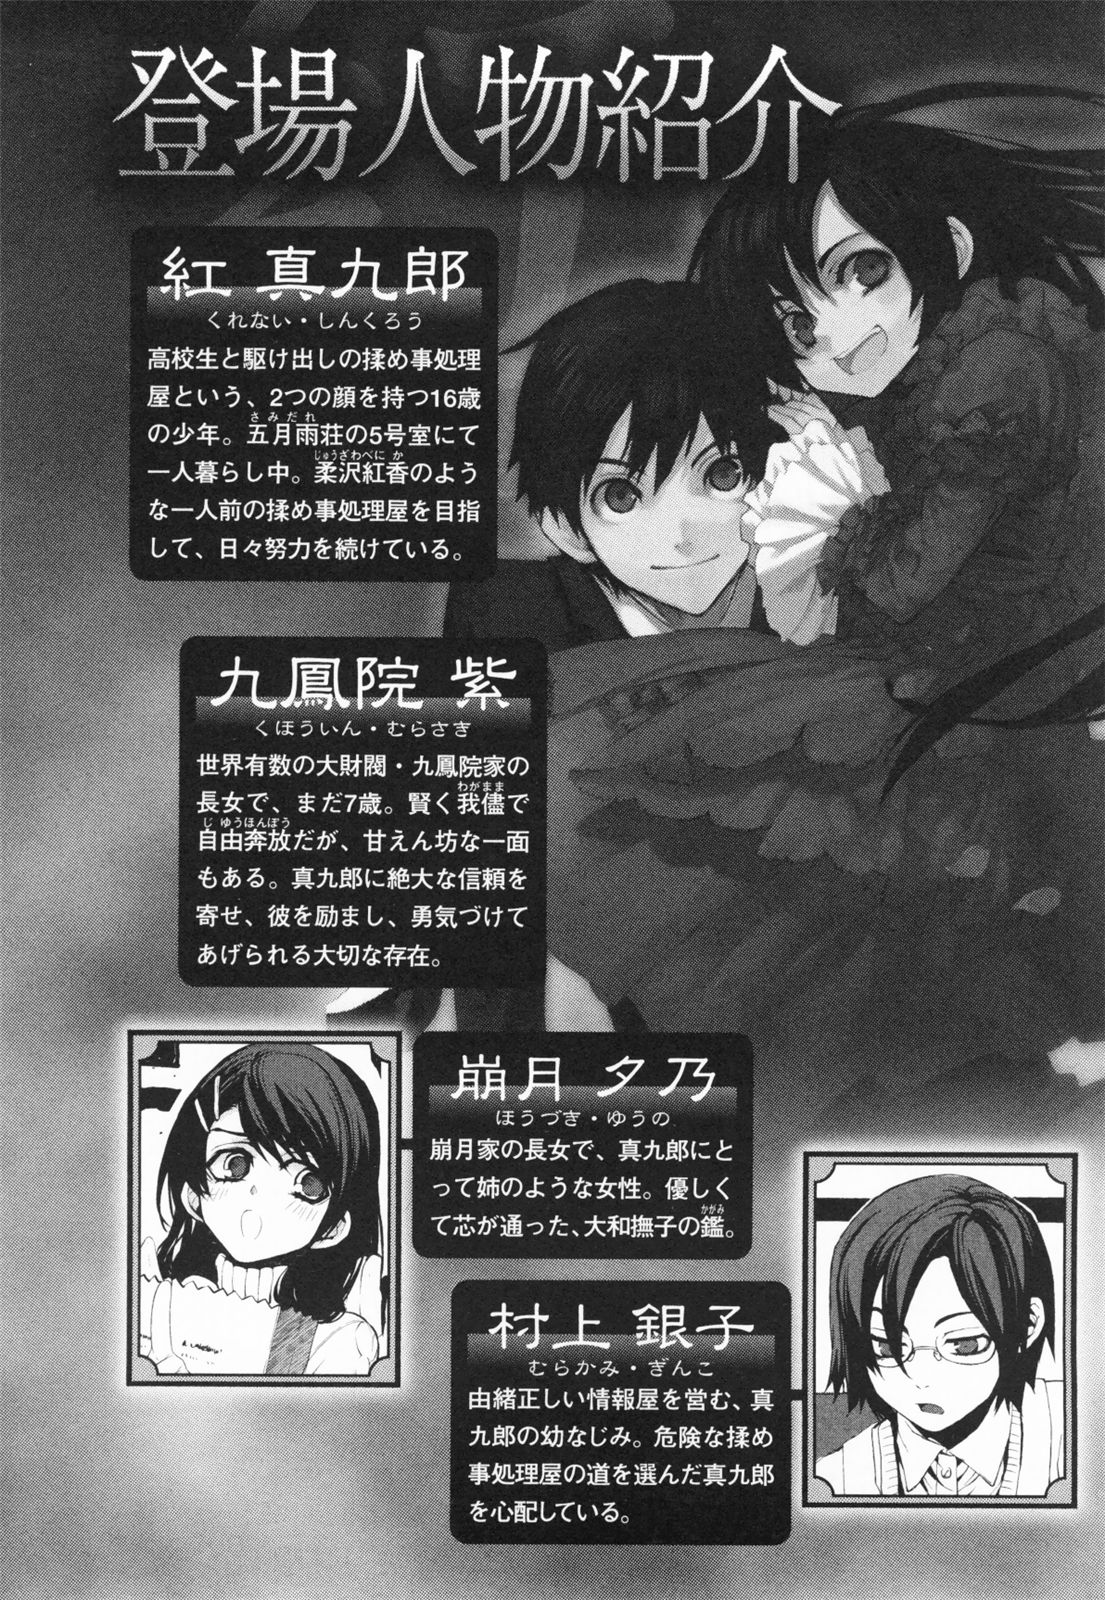 登場人物紹介
紅 真九郎
くれない・しんくろう
高校生と駆け出しの揉め事処理
屋という、2つの顔を持つ16歳
さみだれ
の少年。五月雨荘の5号室にて
じゅうざわべにか
一人暮らし中。柔沢紅香のよう
な一人前の揉め事処理屋を目指
して、日々努力を続けている。
九鳳院 紫
くほういん・むらさき
世界有数の大財閥・九鳳院家の
わがまま
長女で、まだ7歳。賢く我儘で
じゆうほんぽう
自由奔放だが、甘えん坊な一面
もある。真九郎に絶大な信頼を
寄せ、彼を励まし、勇気づけて
あげられる大切な存在。
崩月 夕乃
ほうづき・ゆうの
崩月家の長女で、真九郎にと
って姉のような女性。優しく
かがみ
て芯が通った、大和撫子の鑑。
村上 銀子
むらかみ・ぎんこ
由緒正しい情報屋を営む、真
九郎の幼なじみ。危険な揉め
事処理屋の道を選んだ真九郎
を心配している。